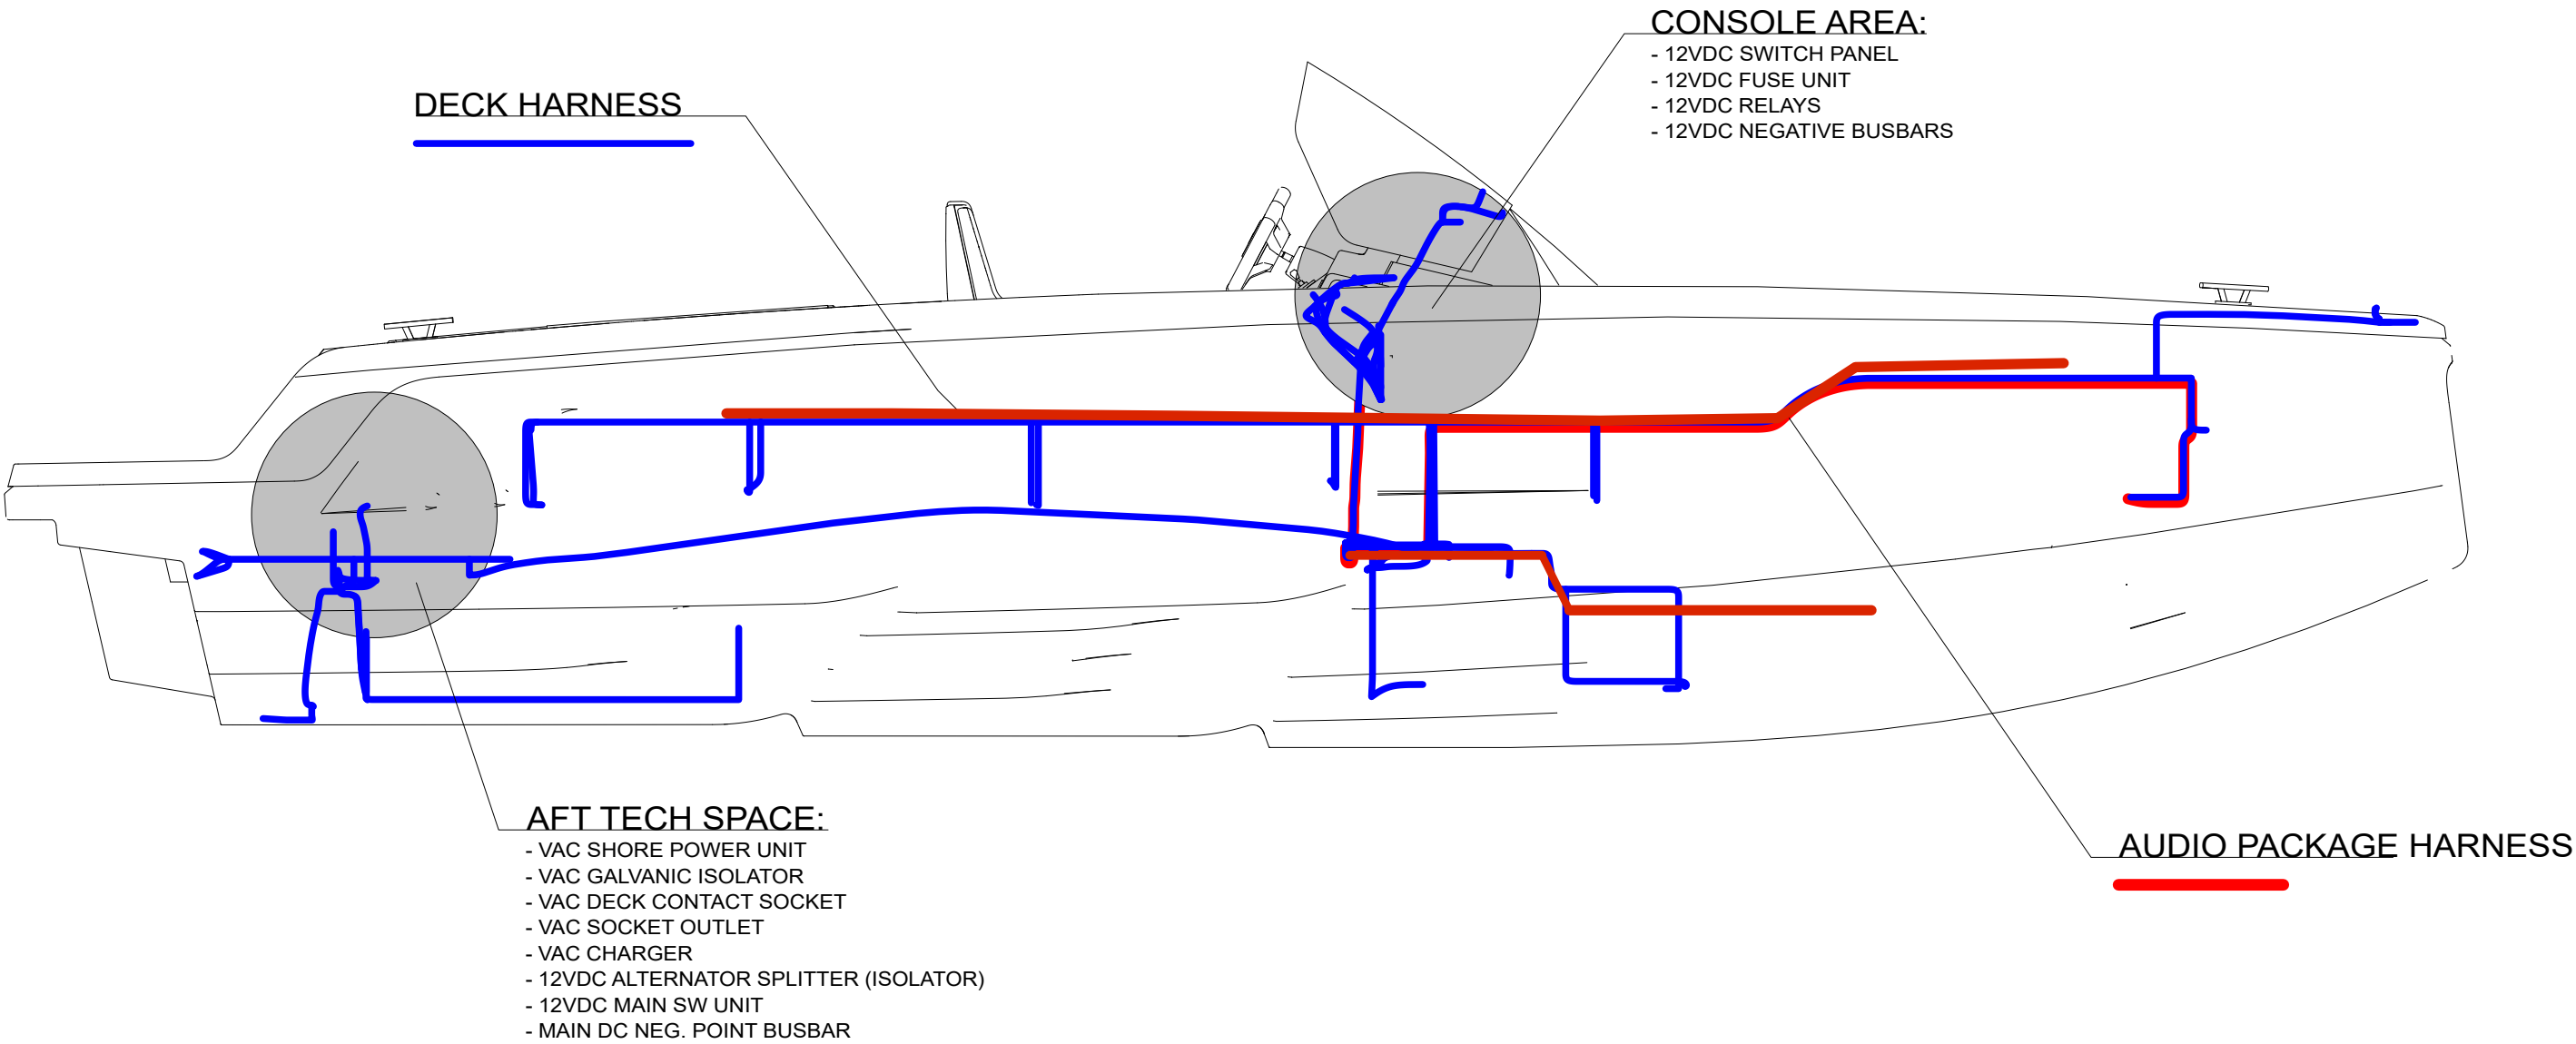 CONSOLE AREA:
- 12VDC SWITCH PANEL
- 12VDC FUSE UNIT
- 12VDC RELAYS
- 12VDC NEGATIVE BUSBARS
DECK HARNESS
AFT TECH SPACE:
- VAC SHORE POWER UNIT
- VAC GALVANIC ISOLATOR
- VAC DECK CONTACT SOCKET
- VAC SOCKET OUTLET
- VAC CHARGER
- 12VDC ALTERNATOR SPLITTER (ISOLATOR)
- 12VDC MAIN SW UNIT
- MAIN DC NEG. POINT BUSBAR
AUDIO PACKAGE HARNESS